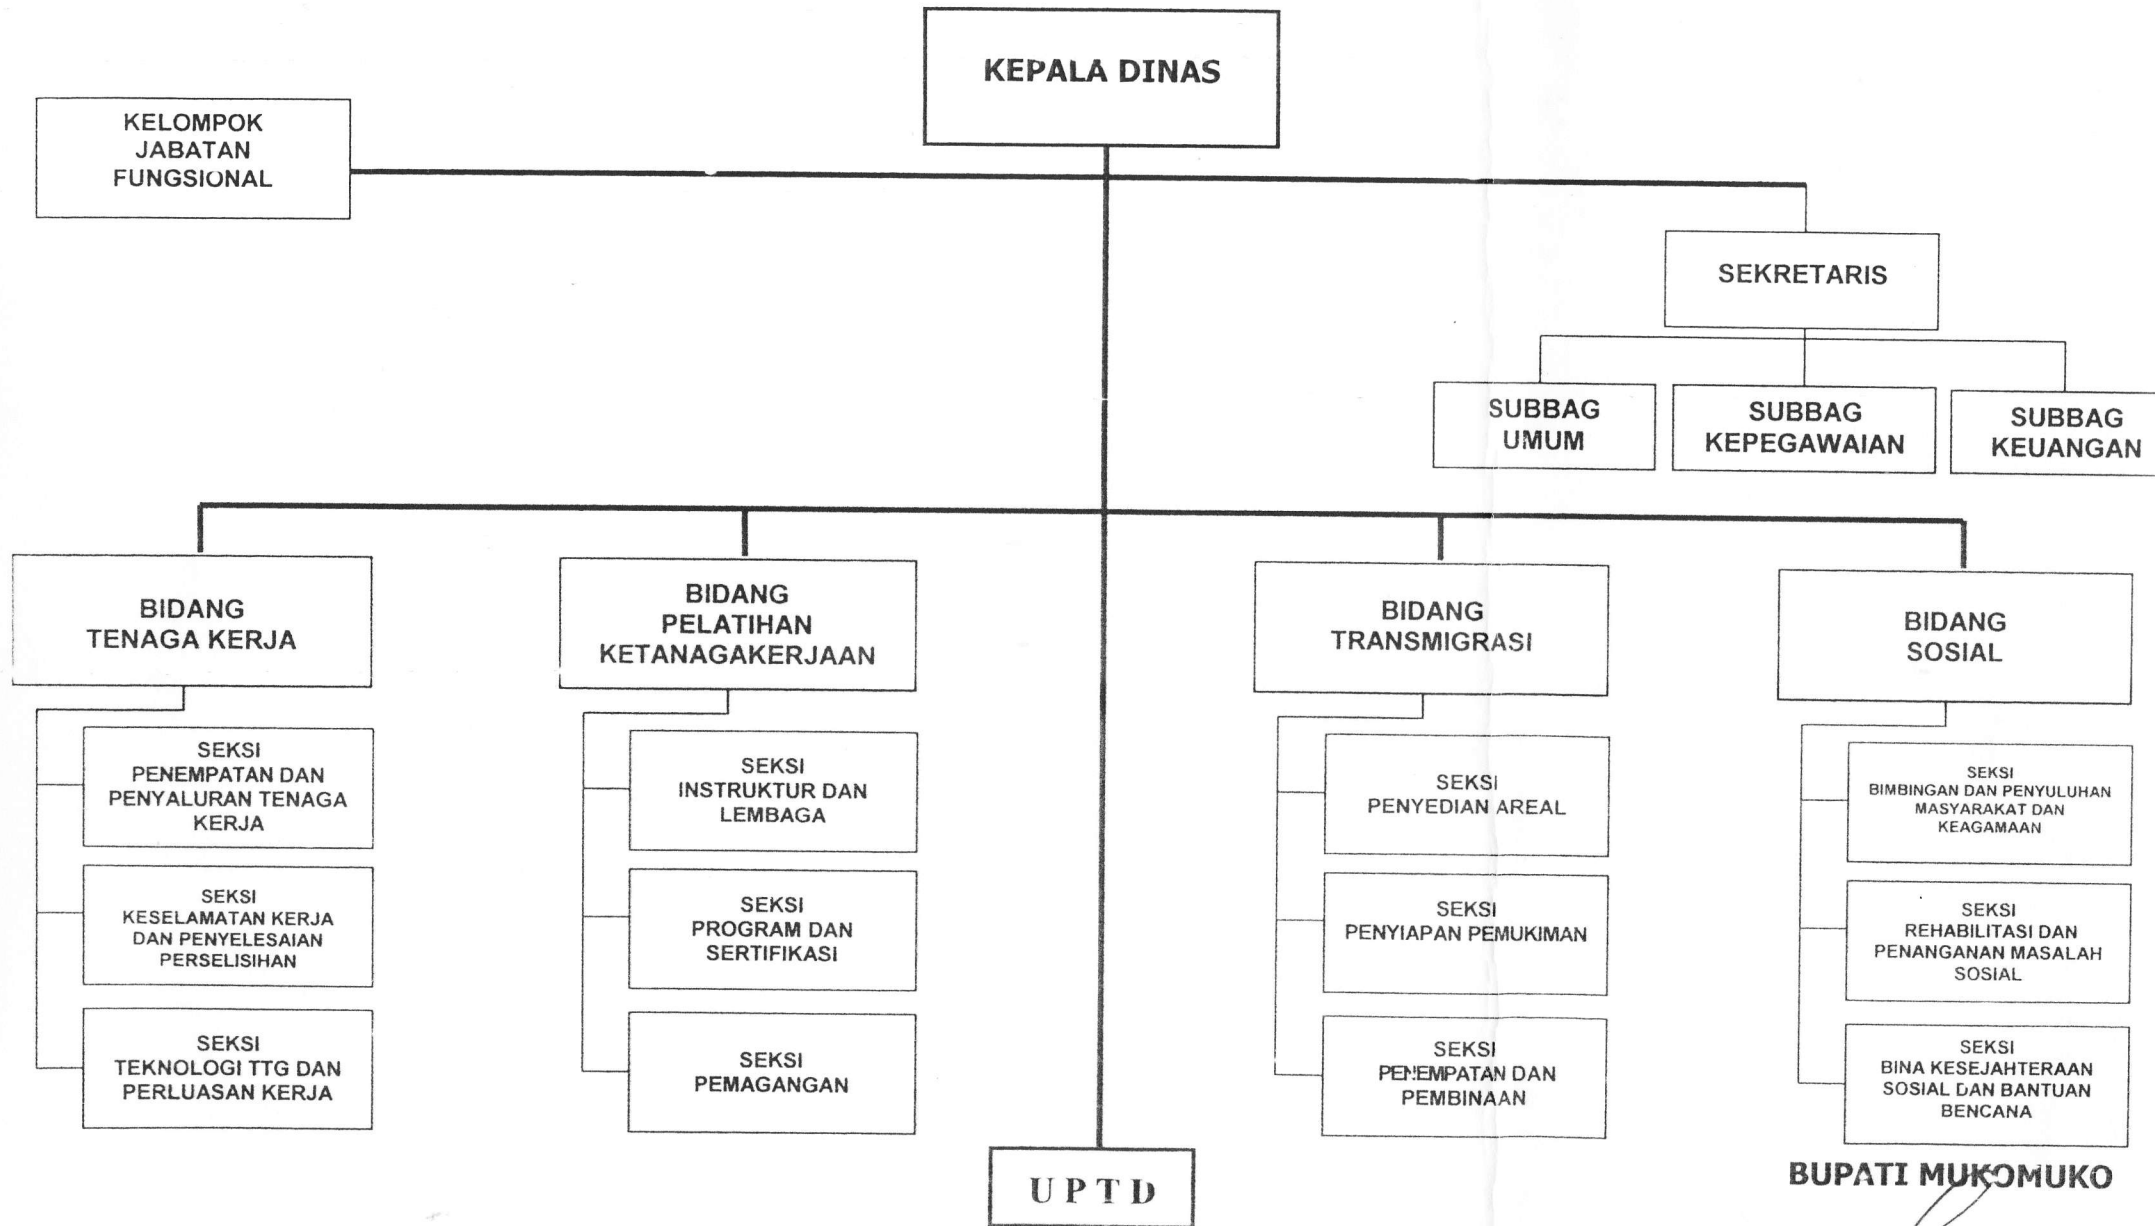 KEPALA DINAS
KELOMPOK
JABATAN
FUNGSIONAL
SEKRETARIS
SUBBAG
UMUM
SUBBAG
KEPEGAWAIAN
SUBBAG
KEUANGAN
BIDANG
TENAGA KERJA
BIDANG
PELATIHAN
KETANAGAKERJAAN
BIDANG
TRANSMIGRASI
BIDANG
SOSIAL
SEKSI
PENEMPATAN DAN
PENYALURAN TENAGA
KERJA
SEKSI
KESELAMATAN KERJA
DAN PENYELESAIAN
PERSELISIHAN
SEKSI
TEKNOLOGI TTG DAN
PERLUASAN KERJA
SEKSI
INSTRUKTUR DAN
LEMBAGA
SEKSI
PROGRAM DAN
SERTIFIKASI
SEKSI
PEMAGANGAN
SEKSI
PENYEDIAN AREAL
SEKSI
PENYIAPAN PEMUKIMAN
SEKSI
PENEMPATAN DAN
PEMBINAAN
SEKSI
BIMBINGAN DAN PENYULUHAN
MASYARAKAT DAN
KEAGAMAAN
SEKSI
REHABILITASI DAN
PENANGANAN MASALAH
SOSIAL
SEKSI
BINA KESEJAHTERAAN
SOSIAL DAN BANTUAN
BENCANA
UPTD
BUPATI MUKOMUKO